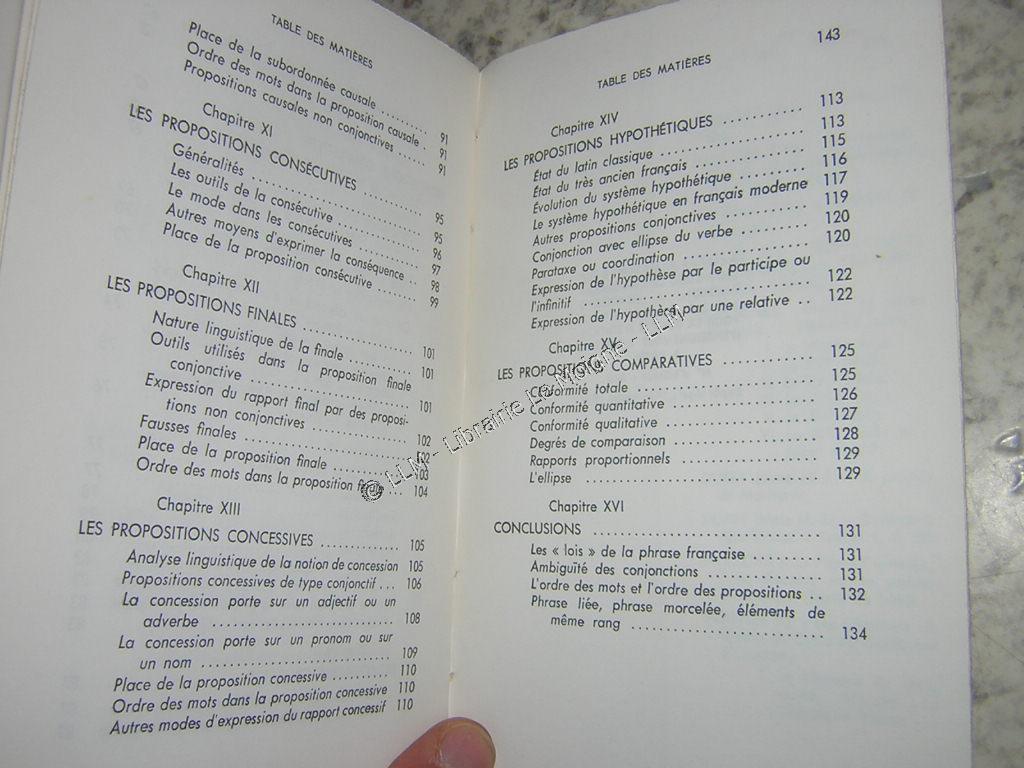 TABLE DES MATIÈRES
Place de la subordonnée causale .......... 91
Ordre des mots dans la proposition causale . 91
Propositions causales non conjonctives ...... 91
Chapitre XI
LES PROPOSITIONS CONSÉCUTIVES .......... 95
Généralités .......... 95
Les outils de la consécutive .......... 96
Le mode dans les consécutives .......... 97
Autres moyens d'exprimer la conséquence .. 98
Place de la proposition consécutive ........ 99
Chapitre XII
LES PROPOSITIONS FINALES .......... 101
Nature linguistique de la finale .......... 101
Outils utilisés dans la proposition finale
conjonctive .......... 101
Expression du rapport final par des proposi-
tions non conjonctives .......... 102
Fausses finales .......... 102
Place de la proposition finale .......... 103
Ordre des mots dans la proposition finale ... 104
Chapitre XIII
LES PROPOSITIONS CONCESSIVES .......... 105
Analyse linguistique de la notion de concession 105
Propositions concessives de type conjonctif ... 106
La concession porte sur un adjectif ou un
adverbe .......... 108
La concession porte sur un pronom ou sur
un nom .......... 109
Place de la proposition concessive .......... 110
Ordre des mots dans la proposition concessive 110
Autres modes d'expression du rapport concessif 110
143
TABLE DES MATIÈRES
Chapitre XIV
LES PROPOSITIONS HYPOTHÉTIQUES .......... 113
État du latin classique .......... 113
État du très ancien français .......... 115
Évolution du système hypothétique .......... 116
Le système hypothétique en français moderne 117
Autres propositions conjonctives .......... 119
Conjonction avec ellipse du verbe .......... 120
Parataxe ou coordination .......... 120
Expression de l'hypothèse par le participe ou
l'infinitif .......... 122
Expression de l'hypothèse par une relative .. 122
Chapitre XV
LES PROPOSITIONS COMPARATIVES .......... 125
Conformité totale .......... 125
Conformité quantitative .......... 126
Conformité qualitative .......... 127
Degrés de comparaison .......... 128
Rapports proportionnels .......... 129
L'ellipse .......... 129
Chapitre XVI
CONCLUSIONS .......... 131
Les « lois » de la phrase française ......... 131
Ambiguïté des conjonctions .......... 131
L'ordre des mots et l'ordre des propositions .. 132
Phrase liée, phrase morcelée, éléments de
même rang .......... 134
© LLM - Librairie Le Moigne - LLM